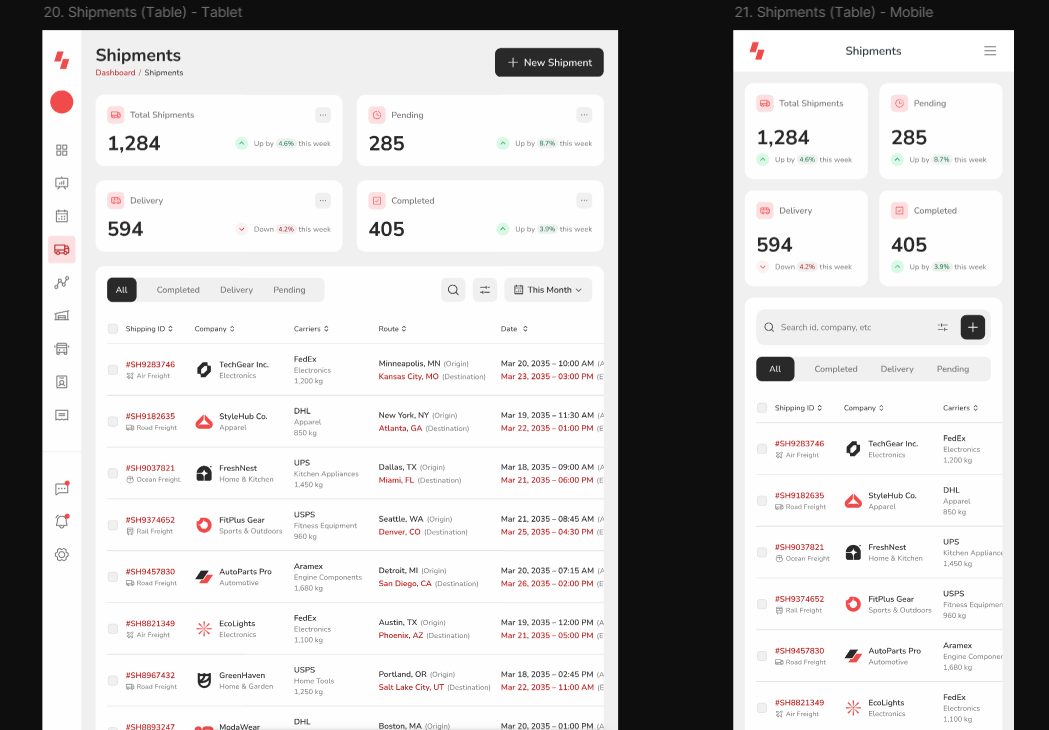 20. Shipments (Table) - Tablet
Shipments
Dashboard / Shipments
+ New Shipment
Total Shipments
1,284
Up by 4.6% this week
Pending
285
Up by 8.7% this week
Delivery
594
Down 4.2% this week
Completed
405
Up by 3.9% this week
All Completed Delivery Pending
This Month
Shipping ID Company Carriers Route Date
#SH9283746
Air Freight
TechGear Inc.
Electronics
FedEx
Electronics
1,200 kg
Minneapolis, MN (Origin)
Kansas City, MO (Destination)
Mar 20, 2035 – 10:00 AM (A
Mar 23, 2035 – 03:00 PM (E
#SH9182635
Road Freight
StyleHub Co.
Apparel
DHL
Apparel
850 kg
New York, NY (Origin)
Atlanta, GA (Destination)
Mar 19, 2035 – 11:30 AM (A
Mar 22, 2035 – 01:00 PM (E
#SH9037821
Ocean Freight
FreshNest
Home & Kitchen
UPS
Kitchen Appliances
1,450 kg
Dallas, TX (Origin)
Miami, FL (Destination)
Mar 18, 2035 – 09:00 AM (A
Mar 21, 2035 – 06:00 PM (E
#SH9374652
Rail Freight
FitPlus Gear
Sports & Outdoors
USPS
Fitness Equipment
960 kg
Seattle, WA (Origin)
Denver, CO (Destination)
Mar 21, 2035 – 08:45 AM (A
Mar 25, 2035 – 04:30 PM (E
#SH9457830
Road Freight
AutoParts Pro
Automotive
Aramex
Engine Components
1,680 kg
Detroit, MI (Origin)
San Diego, CA (Destination)
Mar 20, 2035 – 07:15 AM (A
Mar 26, 2035 – 02:00 PM (E
#SH8821349
Air Freight
EcoLights
Electronics
FedEx
Electronics
1,100 kg
Austin, TX (Origin)
Phoenix, AZ (Destination)
Mar 19, 2035 – 12:00 PM (A
Mar 21, 2035 – 05:00 PM (E
#SH8967432
Road Freight
GreenHaven
Home & Garden
USPS
Home Tools
1,250 kg
Portland, OR (Origin)
Salt Lake City, UT (Destination)
Mar 18, 2035 – 02:45 PM (A
Mar 22, 2035 – 11:00 AM (E
#SH8893247
ModaWear
DHL
Boston, MA (Origin)
Mar 20, 2035 – 01:00 PM (A
21. Shipments (Table) - Mobile
Shipments
Total Shipments
1,284
Up by 4.6% this week
Pending
285
Up by 8.7% this week
Delivery
594
Down 4.2% this week
Completed
405
Up by 3.9% this week
Search id, company, etc
All Completed Delivery Pending
Shipping ID Company Carriers
#SH9283746
Air Freight
TechGear Inc.
Electronics
FedEx
Electronics
1,200 kg
#SH9182635
Road Freight
StyleHub Co.
Apparel
DHL
Apparel
850 kg
#SH9037821
Ocean Freight
FreshNest
Home & Kitchen
UPS
Kitchen Appliance
1,450 kg
#SH9374652
Rail Freight
FitPlus Gear
Sports & Outdoors
USPS
Fitness Equipmen
960 kg
#SH9457830
Road Freight
AutoParts Pro
Automotive
Aramex
Engine Componen
1,680 kg
#SH8821349
Air Freight
EcoLights
Electronics
FedEx
Electronics
1,100 kg